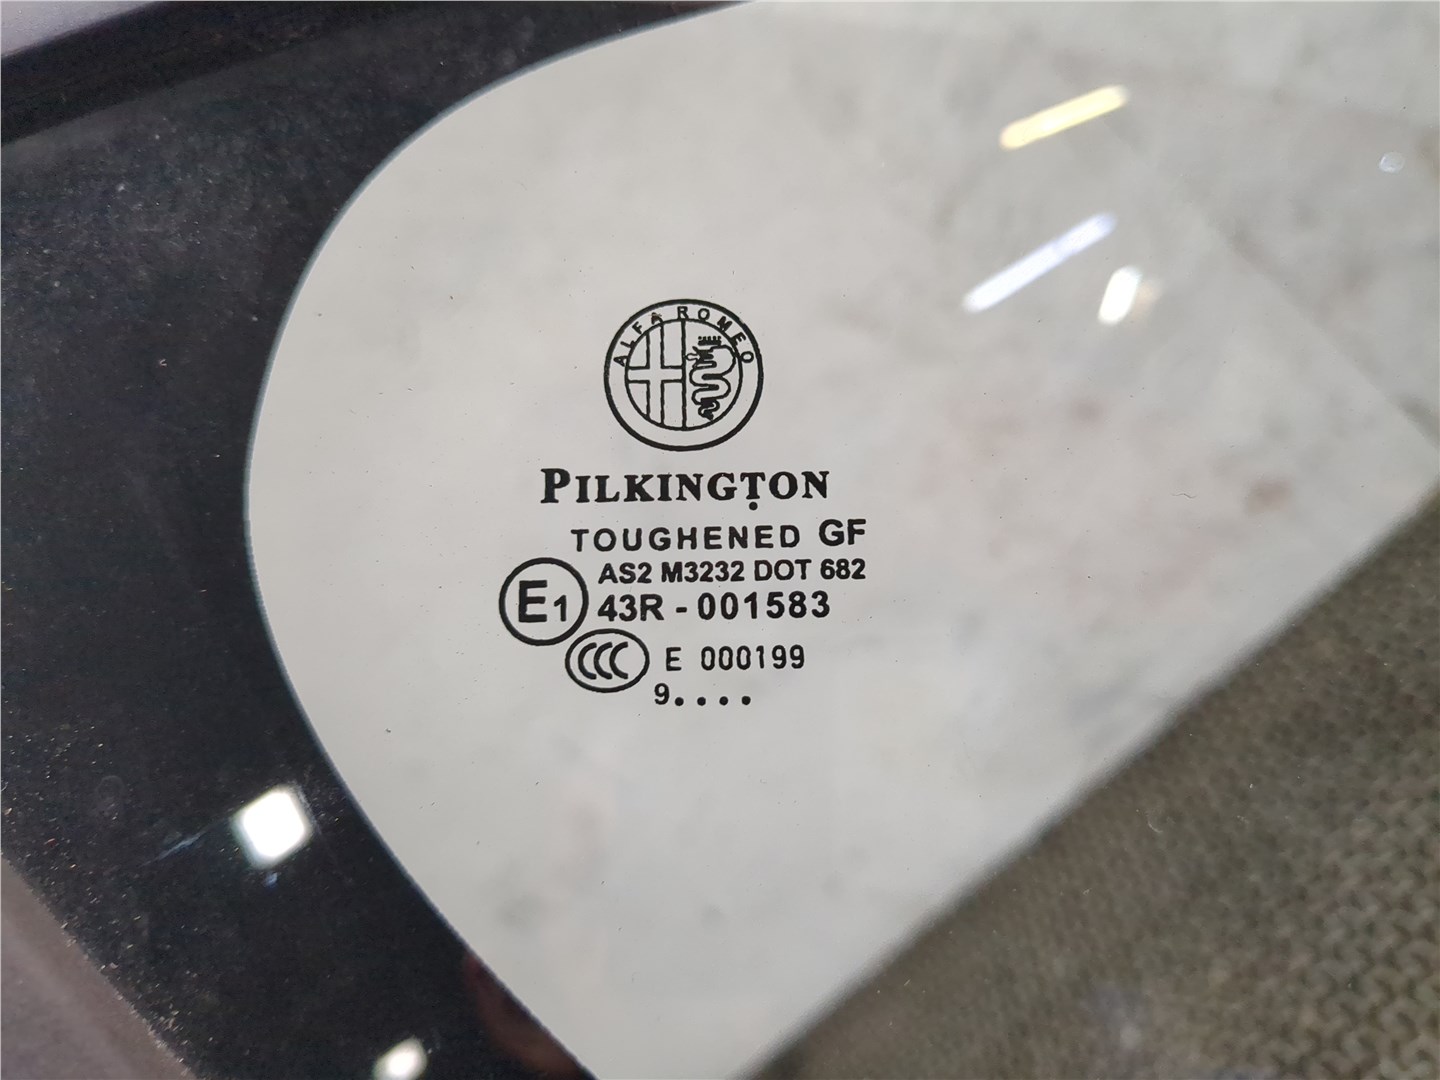 ALFA ROMEO
PILKINGTON
TOUGHENED GF
AS2 M3232 DOT 682
E1 43R - 001583
CCC E 000199
9....